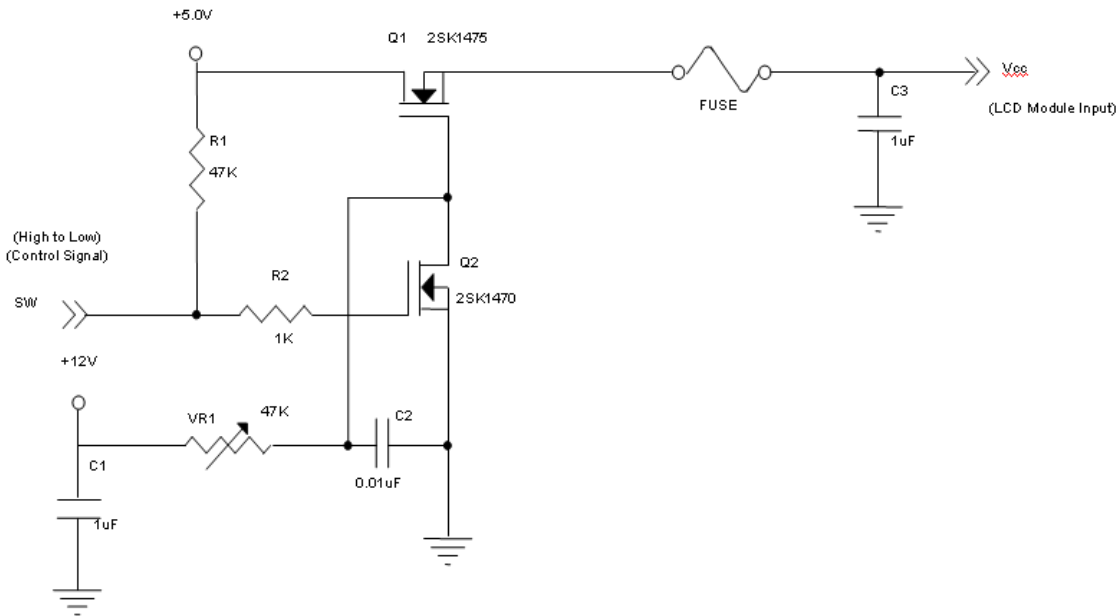 +5.0V
Q1 2SK1475
Vcc
FUSE
C3
(LCD Module Input)
1uF
R1
47K
(High to Low)
(Control Signal)
R2
Q2
SW
2SK1470
1K
+12V
VR1
47K
C2
C1
0.01uF
1uF